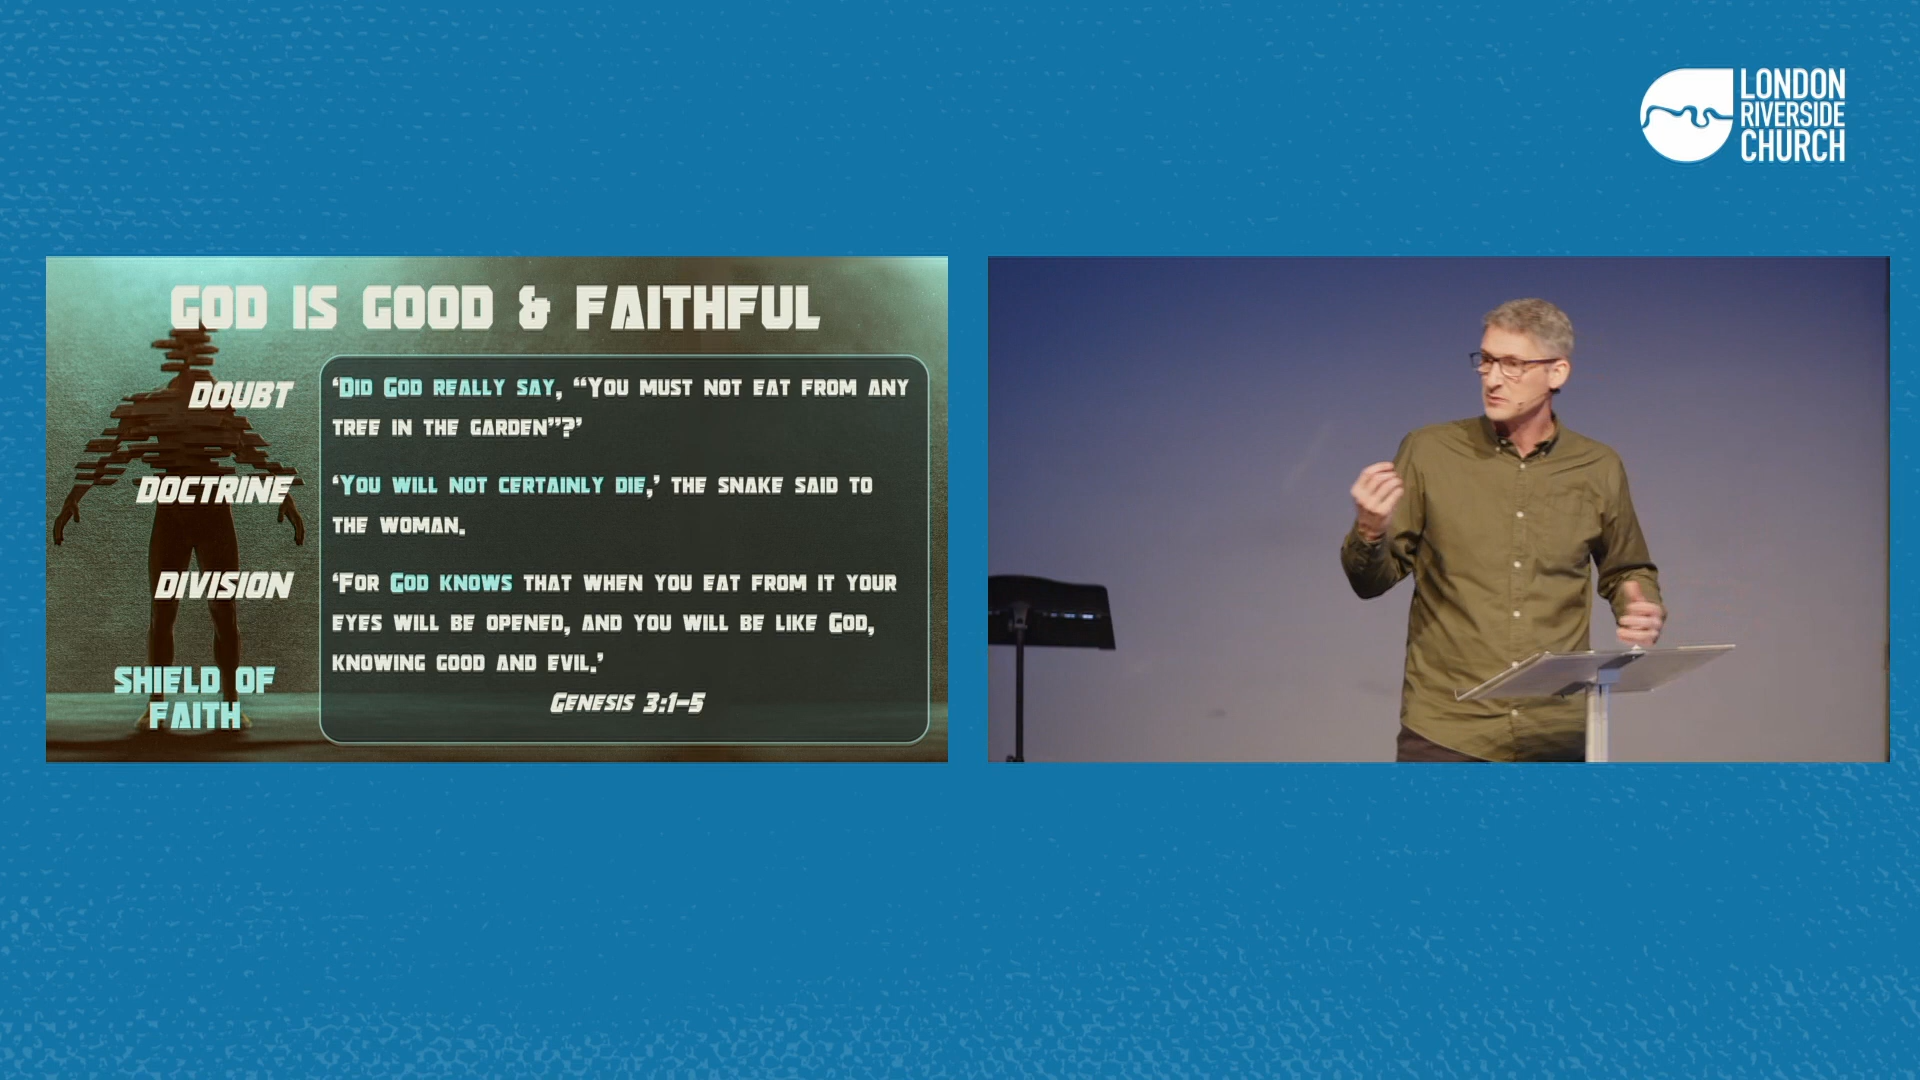 LONDON
RIVERSIDE
CHURCH
GOD IS GOOD & FAITHFUL
DOUBT
‘DID GOD REALLY SAY, “YOU MUST NOT EAT FROM ANY
TREE IN THE GARDEN”?’
DOCTRINE
‘YOU WILL NOT CERTAINLY DIE,’ THE SNAKE SAID TO
THE WOMAN.
DIVISION
‘FOR GOD KNOWS THAT WHEN YOU EAT FROM IT YOUR
EYES WILL BE OPENED, AND YOU WILL BE LIKE GOD,
KNOWING GOOD AND EVIL.’
GENESIS 3:1–5
SHIELD OF
FAITH